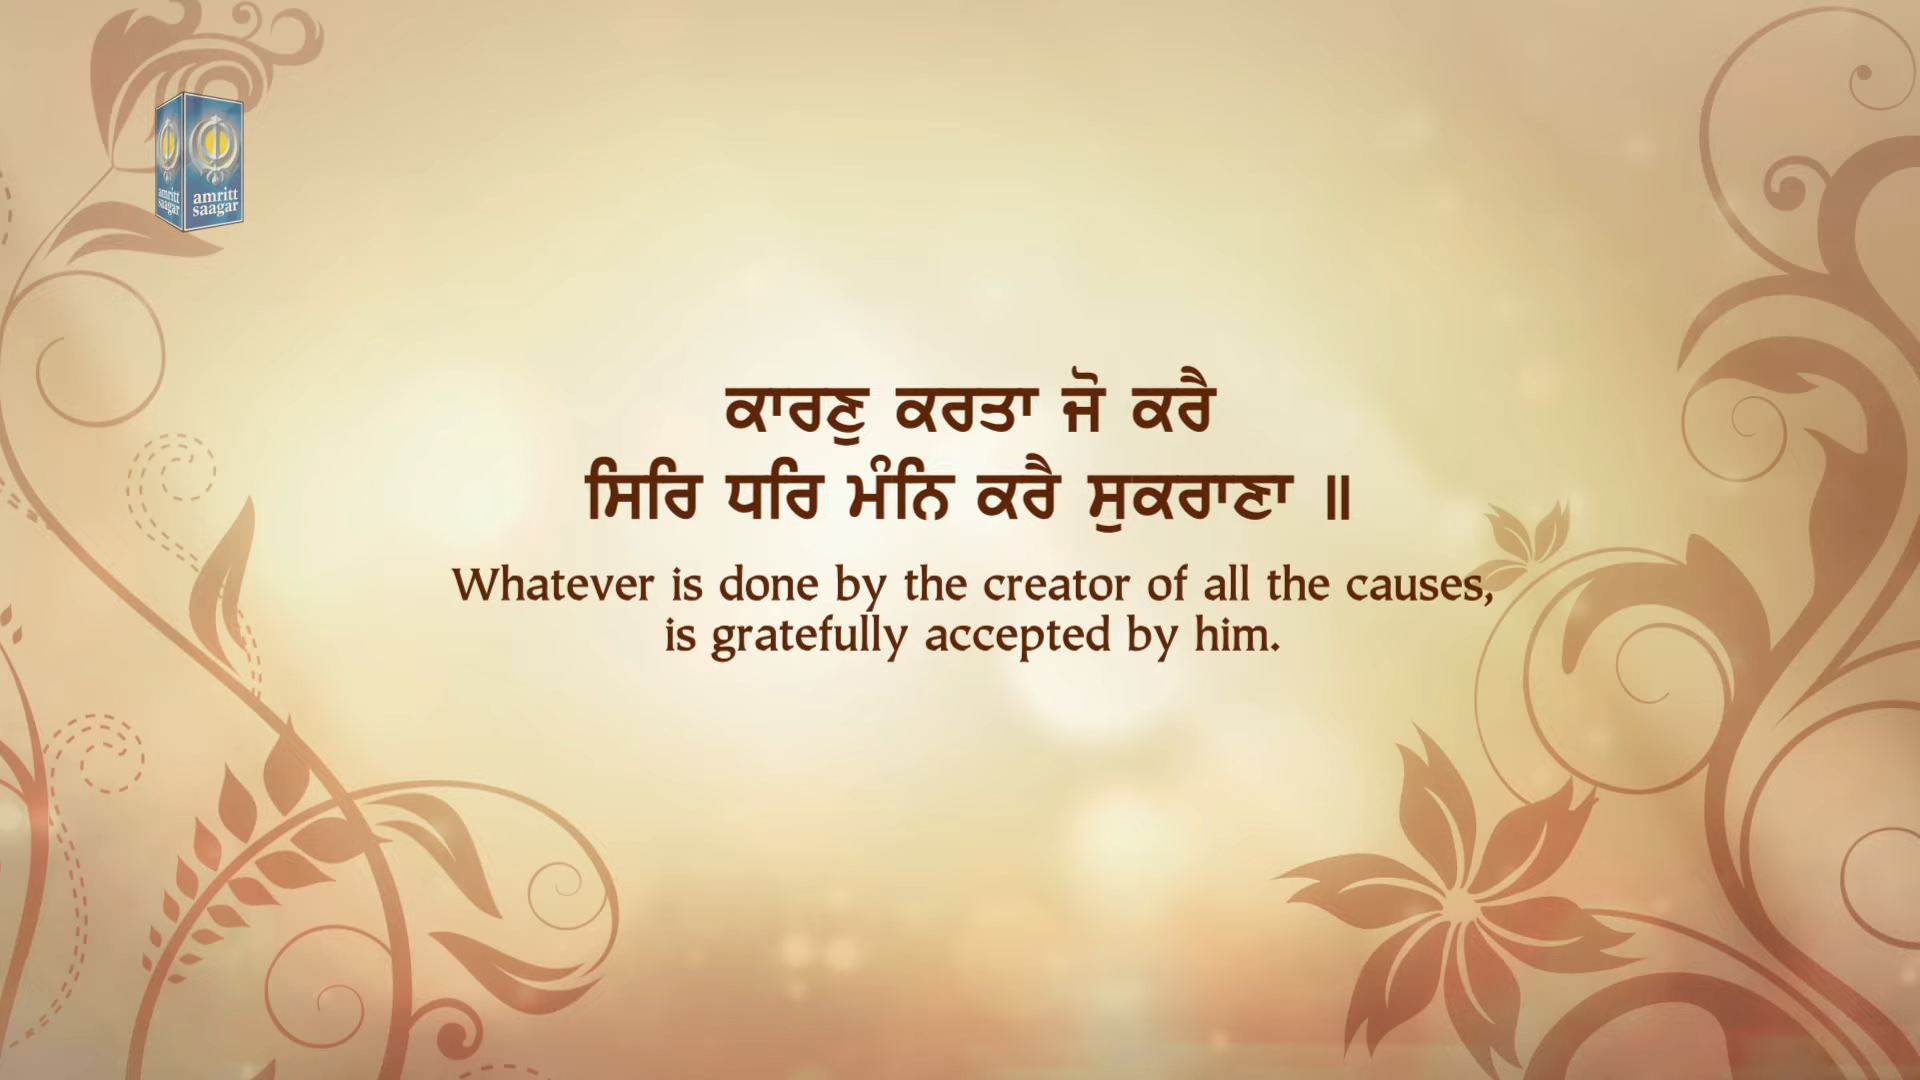 amritt
saagar
amritt
saagar
ਕਾਰਣੁ ਕਰਤਾ ਜੋ ਕਰੈ
ਸਿਰਿ ਧਰਿ ਮੰਨਿ ਕਰੈ ਸੁਕਰਾਣਾ ॥
Whatever is done by the creator of all the causes,
is gratefully accepted by him.